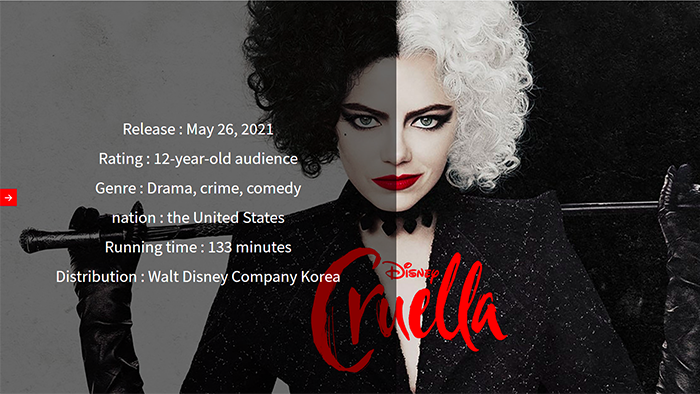 Release : May 26, 2021
Rating : 12-year-old audience
Genre : Drama, crime, comedy
nation : the United States
Running time : 133 minutes
Distribution : Walt Disney Company Korea
Disney
Cruella